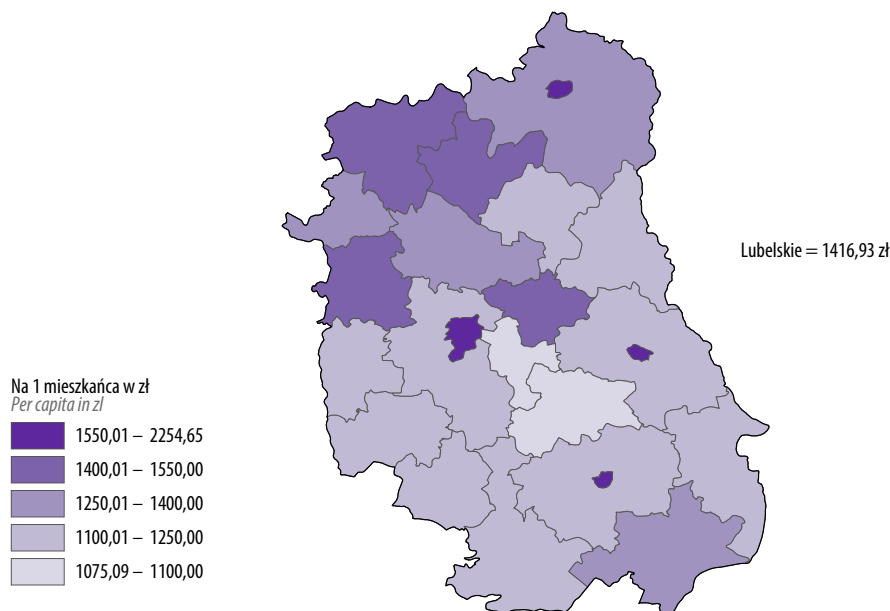 Lubelskie = 1416,93 zł
Na 1 mieszkańca w zł
Per capita in zl
1550,01 – 2254,65
1400,01 – 1550,00
1250,01 – 1400,00
1100,01 – 1250,00
1075,09 – 1100,00